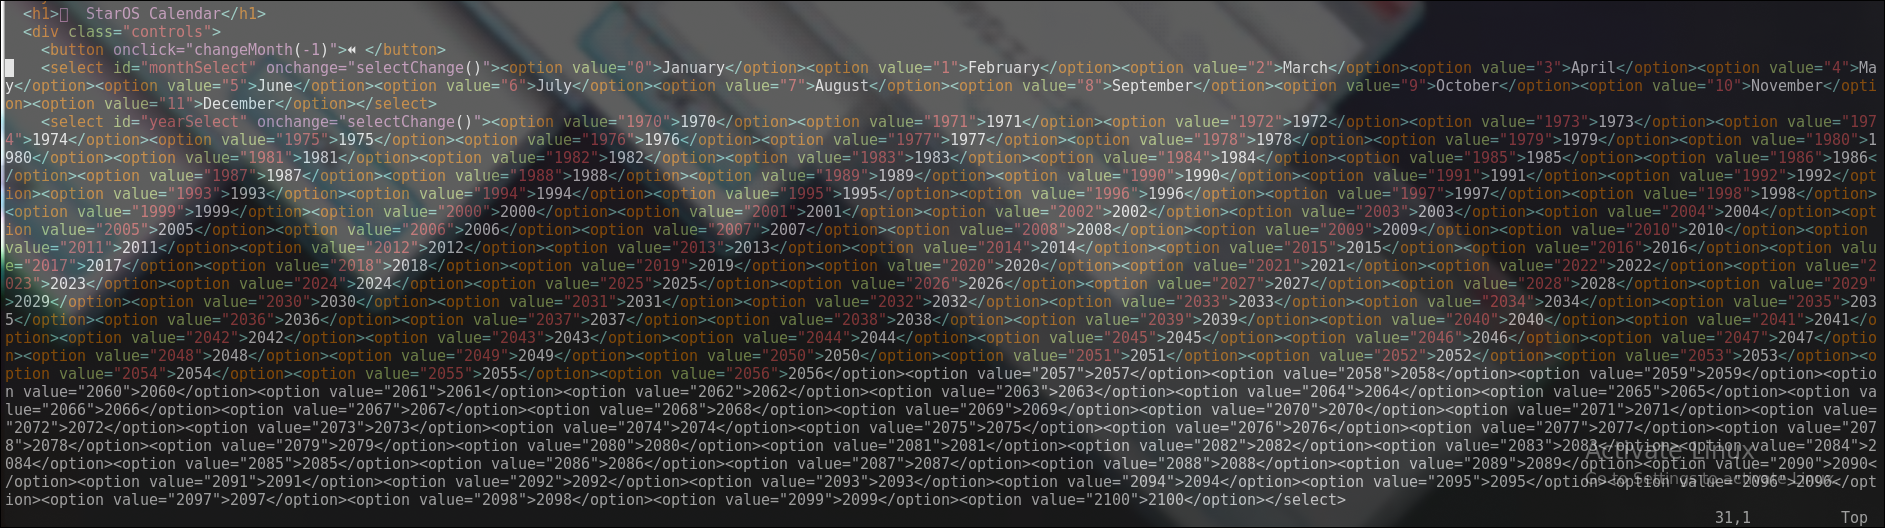 <h1> StarOS Calendar</h1>
<div class="controls">
<button onclick="changeMonth(-1)">⏪ </button>
<select id="monthSelect" onchange="selectChange()"><option value="0">January</option><option value="1">February</option><option value="2">March</option><option value="3">April</option><option value="4">Ma
y</option><option value="5">June</option><option value="6">July</option><option value="7">August</option><option value="8">September</option><option value="9">October</option><option value="10">November</opti
on><option value="11">December</option></select>
<select id="yearSelect" onchange="selectChange()"><option value="1970">1970</option><option value="1971">1971</option><option value="1972">1972</option><option value="1973">1973</option><option value="197
4">1974</option><option value="1975">1975</option><option value="1976">1976</option><option value="1977">1977</option><option value="1978">1978</option><option value="1979">1979</option><option value="1980">1
980</option><option value="1981">1981</option><option value="1982">1982</option><option value="1983">1983</option><option value="1984">1984</option><option value="1985">1985</option><option value="1986">1986<
/option><option value="1987">1987</option><option value="1988">1988</option><option value="1989">1989</option><option value="1990">1990</option><option value="1991">1991</option><option value="1992">1992</opt
ion><option value="1993">1993</option><option value="1994">1994</option><option value="1995">1995</option><option value="1996">1996</option><option value="1997">1997</option><option value="1998">1998</option>
<option value="1999">1999</option><option value="2000">2000</option><option value="2001">2001</option><option value="2002">2002</option><option value="2003">2003</option><option value="2004">2004</option><opt
ion value="2005">2005</option><option value="2006">2006</option><option value="2007">2007</option><option value="2008">2008</option><option value="2009">2009</option><option value="2010">2010</option><option 
value="2011">2011</option><option value="2012">2012</option><option value="2013">2013</option><option value="2014">2014</option><option value="2015">2015</option><option value="2016">2016</option><option valu
e="2017">2017</option><option value="2018">2018</option><option value="2019">2019</option><option value="2020">2020</option><option value="2021">2021</option><option value="2022">2022</option><option value="2
023">2023</option><option value="2024">2024</option><option value="2025">2025</option><option value="2026">2026</option><option value="2027">2027</option><option value="2028">2028</option><option value="2029"
>2029</option><option value="2030">2030</option><option value="2031">2031</option><option value="2032">2032</option><option value="2033">2033</option><option value="2034">2034</option><option value="2035">203
5</option><option value="2036">2036</option><option value="2037">2037</option><option value="2038">2038</option><option value="2039">2039</option><option value="2040">2040</option><option value="2041">2041</o
ption><option value="2042">2042</option><option value="2043">2043</option><option value="2044">2044</option><option value="2045">2045</option><option value="2046">2046</option><option value="2047">2047</optio
n><option value="2048">2048</option><option value="2049">2049</option><option value="2050">2050</option><option value="2051">2051</option><option value="2052">2052</option><option value="2053">2053</option><o
ption value="2054">2054</option><option value="2055">2055</option><option value="2056">2056</option><option value="2057">2057</option><option value="2058">2058</option><option value="2059">2059</option><optio
n value="2060">2060</option><option value="2061">2061</option><option value="2062">2062</option><option value="2063">2063</option><option value="2064">2064</option><option value="2065">2065</option><option va
lue="2066">2066</option><option value="2067">2067</option><option value="2068">2068</option><option value="2069">2069</option><option value="2070">2070</option><option value="2071">2071</option><option value=
"2072">2072</option><option value="2073">2073</option><option value="2074">2074</option><option value="2075">2075</option><option value="2076">2076</option><option value="2077">2077</option><option value="207
8">2078</option><option value="2079">2079</option><option value="2080">2080</option><option value="2081">2081</option><option value="2082">2082</option><option value="2083">2083</option><option value="2084">2
084</option><option value="2085">2085</option><option value="2086">2086</option><option value="2087">2087</option><option value="2088">2088</option><option value="2089">2089</option><option value="2090">2090<
/option><option value="2091">2091</option><option value="2092">2092</option><option value="2093">2093</option><option value="2094">2094</option><option value="2095">2095</option><option value="2096">2096</opt
ion><option value="2097">2097</option><option value="2098">2098</option><option value="2099">2099</option><option value="2100">2100</option></select>
Activate Linux
Go to Settings to activate Linux.
31,1 Top